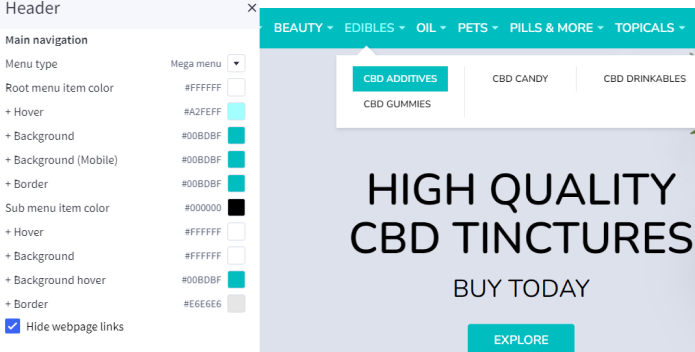 Header
Main navigation
Menu type Mega menu
Root menu item color #FFFFFF
+ Hover #A2FEFF
+ Background #00BDBF
+ Background (Mobile) #00BDBF
+ Border #00BDBF
Sub menu item color #000000
+ Hover #FFFFFF
+ Background #FFFFFF
+ Background hover #00BDBF
+ Border #E6E6E6
Hide webpage links
BEAUTY EDIBLES OIL PETS PILLS & MORE TOPICALS
CBD ADDITIVES CBD CANDY CBD DRINKABLES
CBD GUMMIES
HIGH QUALITY
CBD TINCTURES
BUY TODAY
EXPLORE